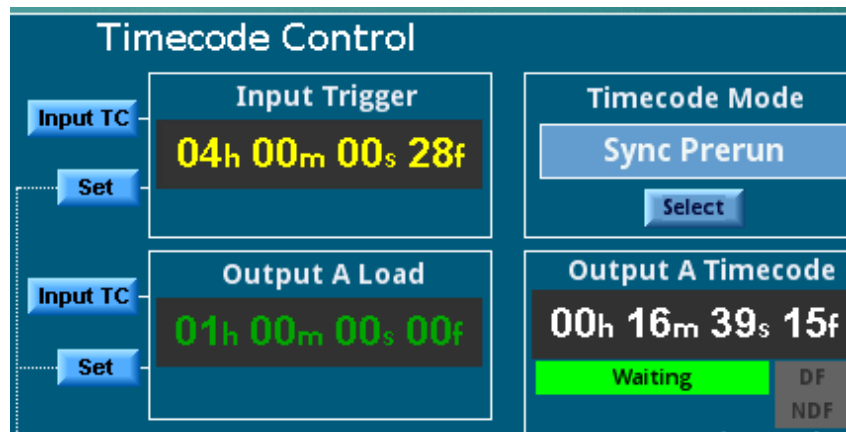 Timecode Control
Input TC
Input Trigger
04h 00m 00s 28f
Set
Timecode Mode
Sync Prerun
Select
Input TC
Output A Load
01h 00m 00s 00f
Set
Output A Timecode
00h 16m 39s 15f
Waiting
DF
NDF